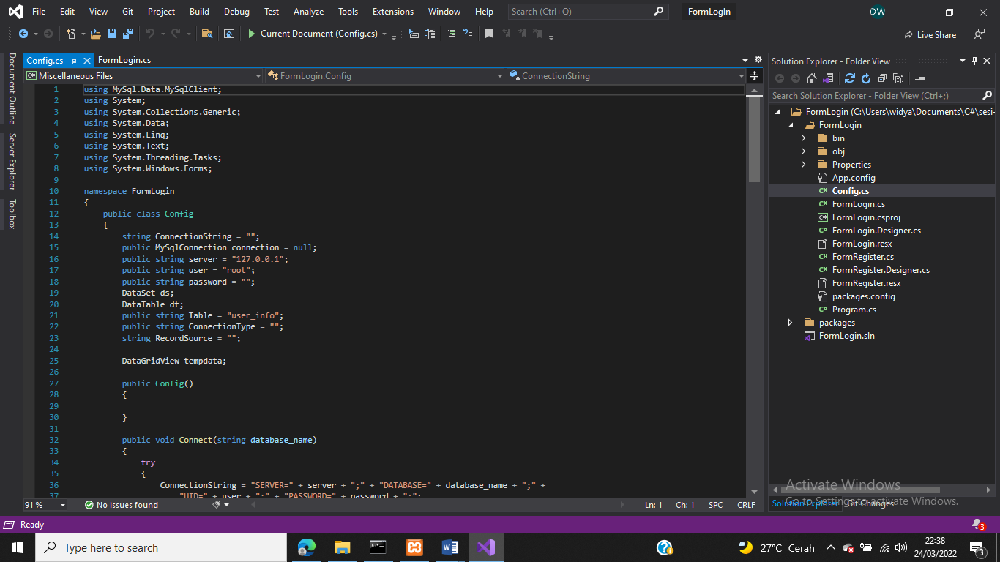 File Edit View Git Project Build Debug Test Analyze Tools Extensions Window Help Search (Ctrl+Q) FormLogin OW
Current Document (Config.cs) Live Share
Document Outline
Server Explorer
Toolbox
Config.cs FormLogin.cs
Miscellaneous Files FormLogin.Config ConnectionString
1 using MySql.Data.MySqlClient;
2 using System;
3 using System.Collections.Generic;
4 using System.Data;
5 using System.Linq;
6 using System.Text;
7 using System.Threading.Tasks;
8 using System.Windows.Forms;
9
10 namespace FormLogin
11 {
12 public class Config
13 {
14 string ConnectionString = "";
15 public MySqlConnection connection = null;
16 public string server = "127.0.0.1";
17 public string user = "root";
18 public string password = "";
19 DataSet ds;
20 DataTable dt;
21 public string Table = "user_info";
22 public string ConnectionType = "";
23 string RecordSource = "";
24
25 DataGridView tempdata;
26
27 public Config()
28 {
29
30 }
31
32 public void Connect(string database_name)
33 {
34 try
35 {
36 ConnectionString = "SERVER=" + server + ";" + "DATABASE=" + database_name + ";" +
37 "UID=" + user + ";" + "PASSWORD=" + password + ";";
91 % No issues found Ln: 1 Ch: 1 SPC CRLF
Solution Explorer - Folder View
Search Solution Explorer - Folder View (Ctrl+;)
FormLogin (C:\Users\widya\Documents\C#\sesi-
FormLogin
bin
obj
Properties
App.config
Config.cs
FormLogin.cs
FormLogin.csproj
FormLogin.Designer.cs
FormLogin.resx
FormRegister.cs
FormRegister.Designer.cs
FormRegister.resx
packages.config
Program.cs
packages
FormLogin.sln
Activate Windows
Go to Settings to activate Windows.
Solution Explorer Git Changes
Ready 3
Type here to search 27°C Cerah 22:38
24/03/2022 3